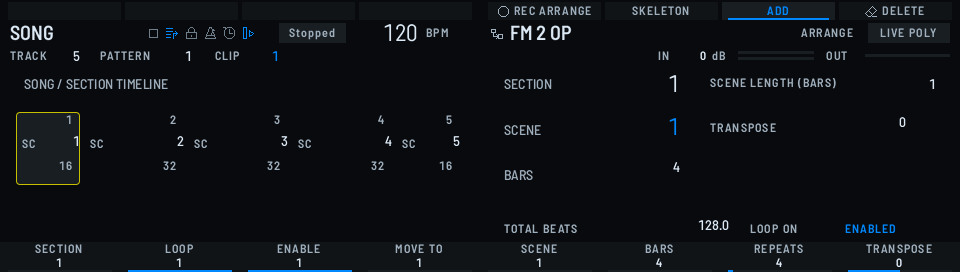 REC ARRANGE SKELETON ADD DELETE
SONG Stopped 120 BPM FM 2 OP ARRANGE LIVE POLY
TRACK 5 PATTERN 1 CLIP 1 IN 0 dB OUT
SONG / SECTION TIMELINE SECTION 1 SCENE LENGTH (BARS) 1
1 2 3 4 5
SCENE 1 TRANSPOSE 0
SC 1 SC 2 SC 3 SC 4 SC 5
16 32 32 32 16
BARS 4
TOTAL BEATS 128.0 LOOP ON ENABLED
SECTION LOOP ENABLE MOVE TO SCENE BARS REPEATS TRANSPOSE
1 1 1 1 1 4 4 0